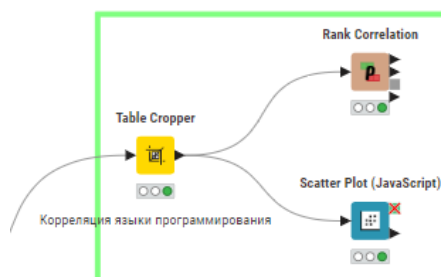 Rank Correlation
Table Cropper
Scatter Plot (JavaScript)
Корреляция языки программирования